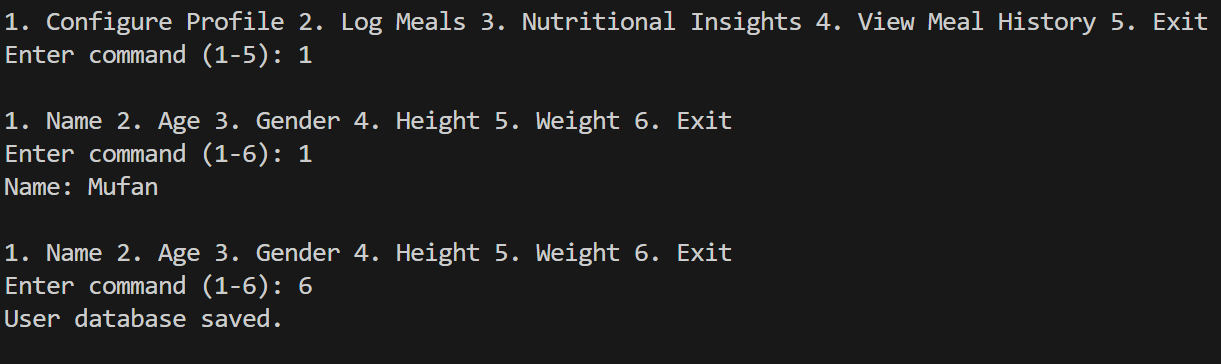 1. Configure Profile 2. Log Meals 3. Nutritional Insights 4. View Meal History 5. Exit
Enter command (1-5): 1
1. Name 2. Age 3. Gender 4. Height 5. Weight 6. Exit
Enter command (1-6): 1
Name: Mufan
1. Name 2. Age 3. Gender 4. Height 5. Weight 6. Exit
Enter command (1-6): 6
User database saved.